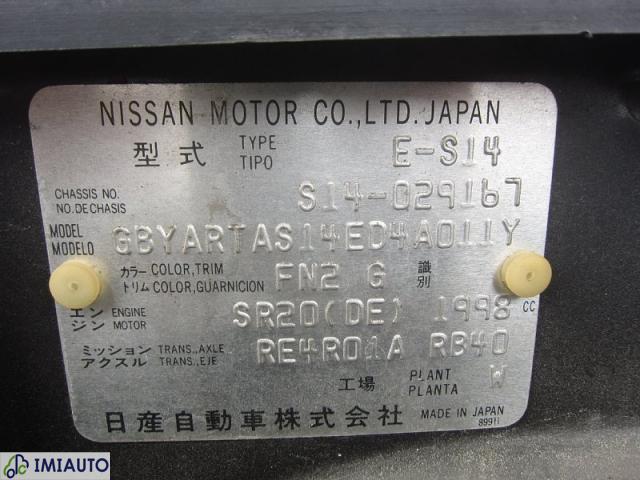 NISSAN MOTOR CO.,LTD. JAPAN
型式 TYPE TIPO E-S14
CHASSIS NO. NO.DE CHASIS S14-029167
MODEL MODELO GBYARTAS14ED4A011Y
カラー COLOR,TRIM トリム COLOR,GUARNICION FN2 G 識別
エンジン ENGINE MOTOR SR20(DE) 1998 CC
ミッション TRANS.,AXLE アクスル TRANS.,EJE RE4R01A RB40
工場 PLANT PLANTA W
日産自動車株式会社 MADE IN JAPAN
89911
IMIAUTO